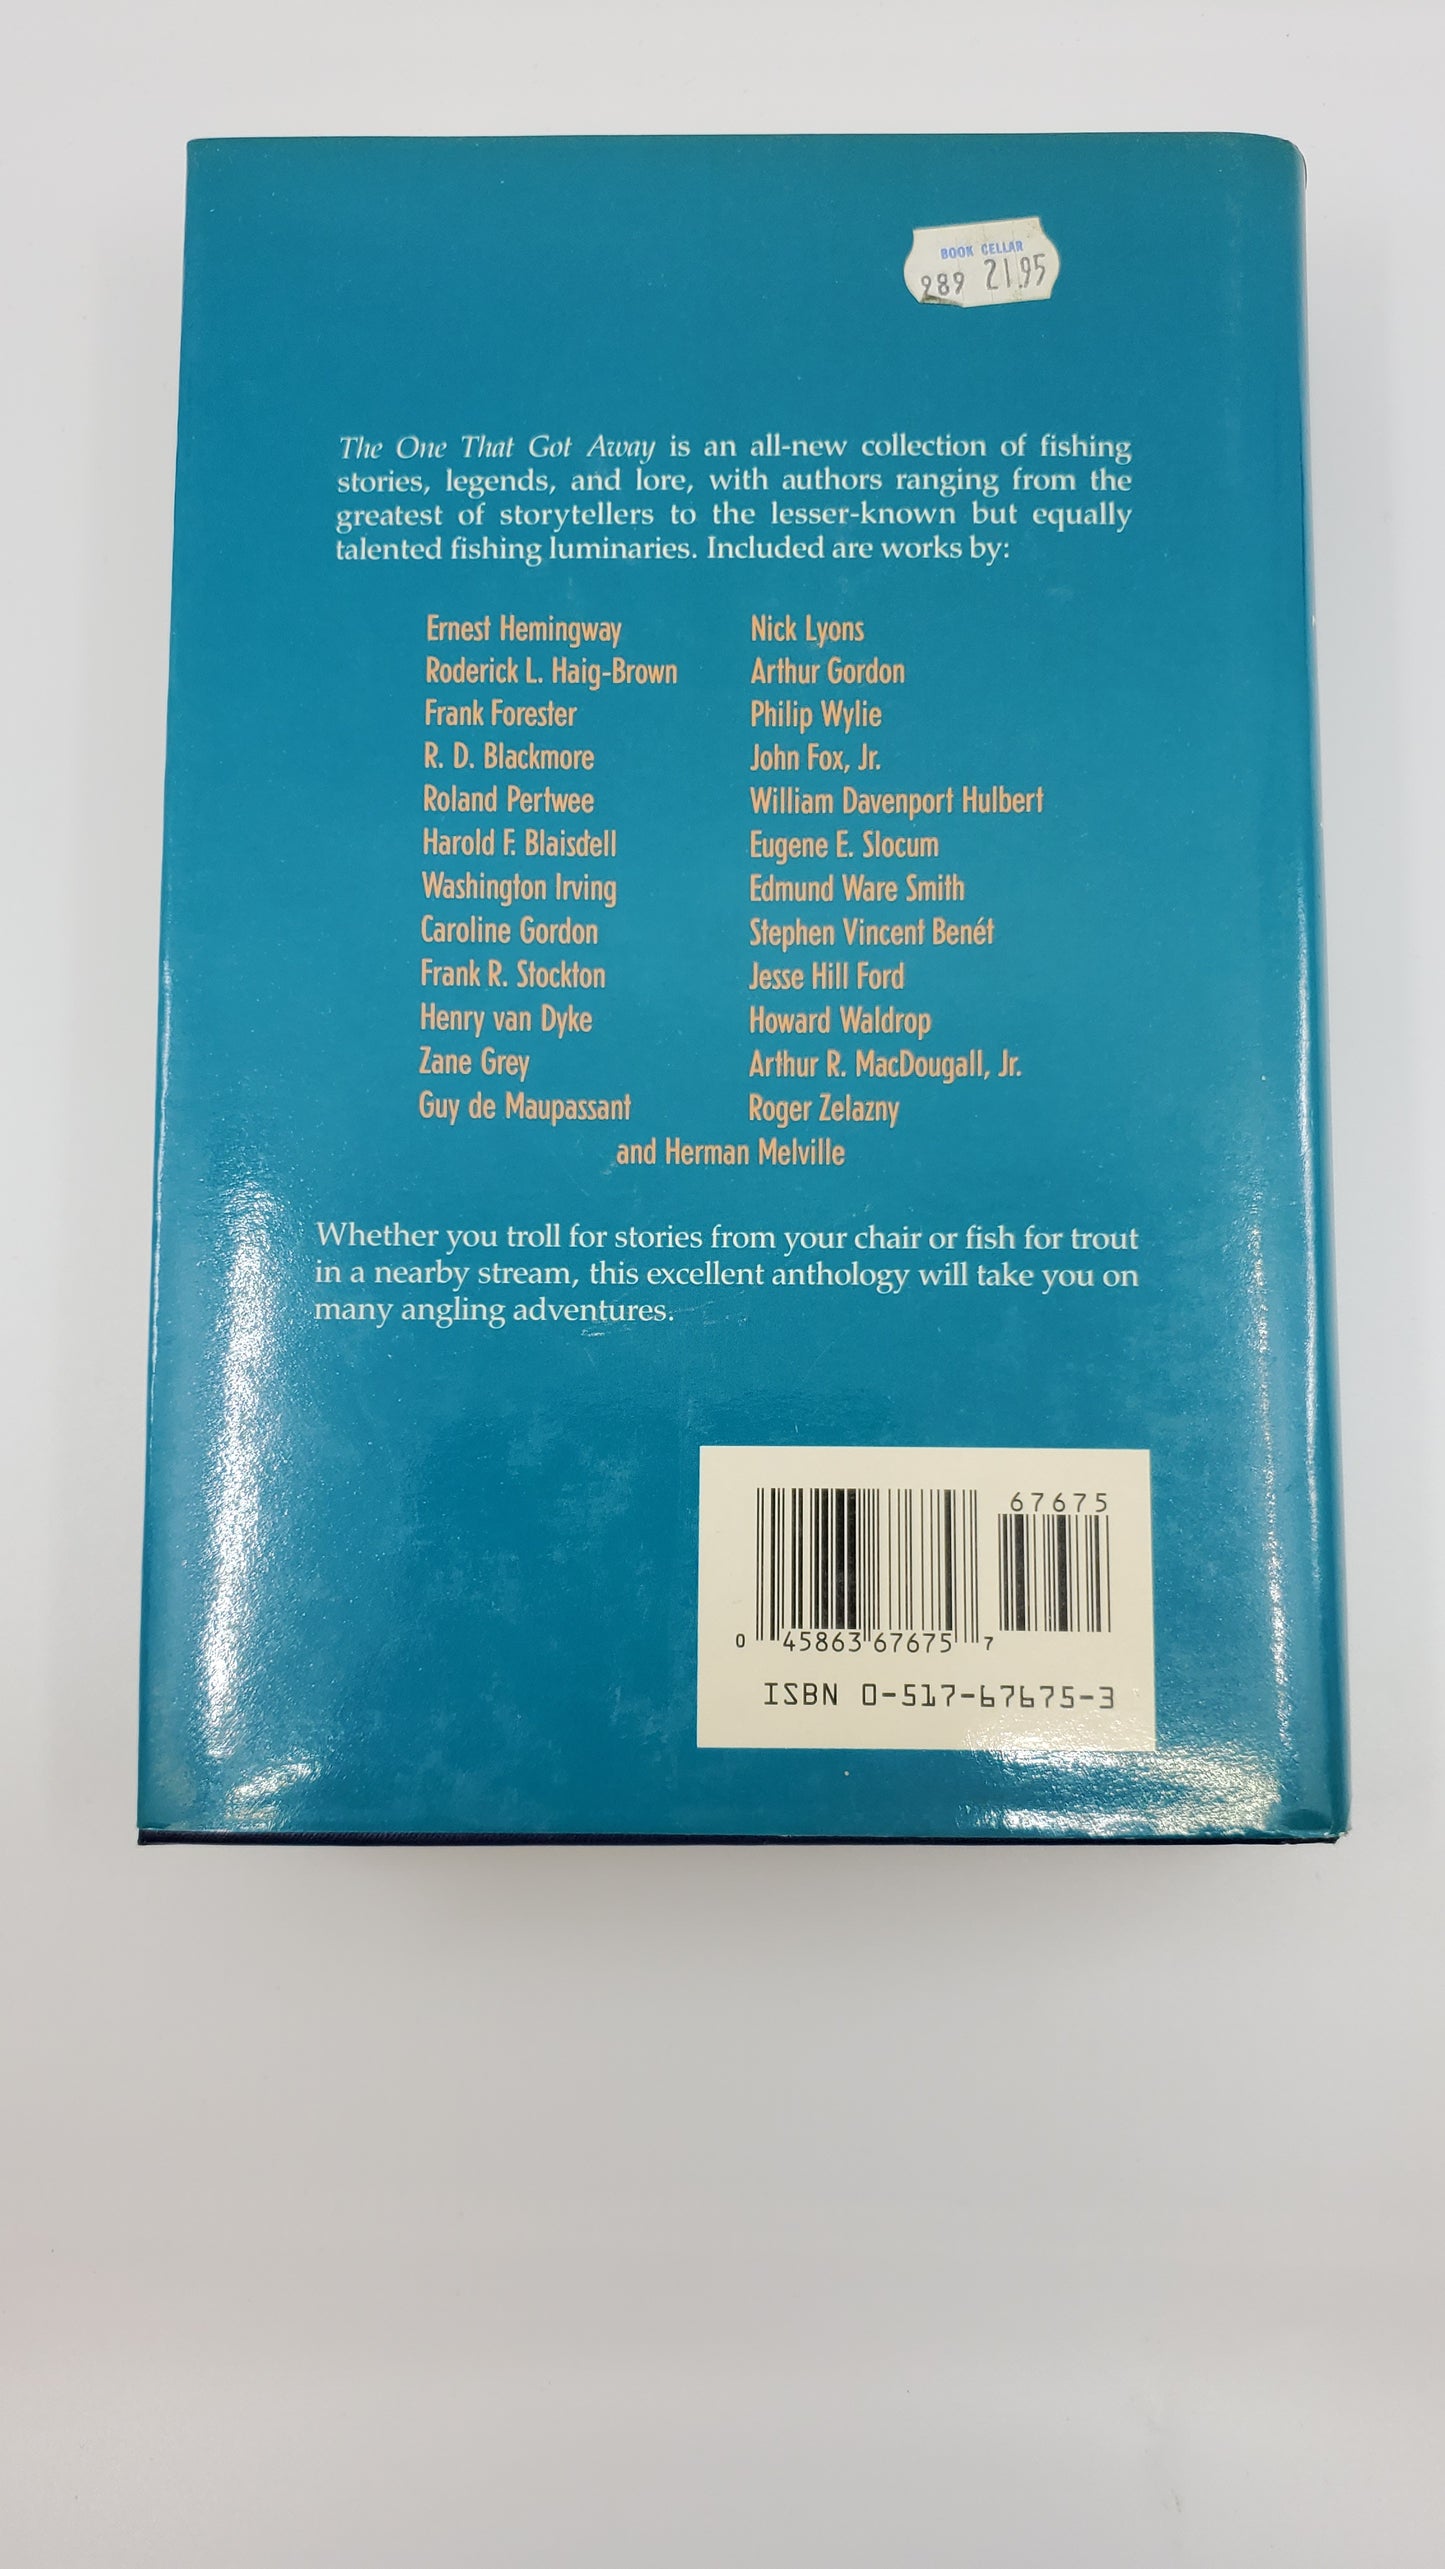 BOOK CELLAR
289 21.95
The One That Got Away is an all-new collection of fishing
stories, legends, and lore, with authors ranging from the
greatest of storytellers to the lesser-known but equally
talented fishing luminaries. Included are works by:
Ernest Hemingway
Roderick L. Haig-Brown
Frank Forester
R. D. Blackmore
Roland Pertwee
Harold F. Blaisdell
Washington Irving
Caroline Gordon
Frank R. Stockton
Henry van Dyke
Zane Grey
Guy de Maupassant
Nick Lyons
Arthur Gordon
Philip Wylie
John Fox, Jr.
William Davenport Hulbert
Eugene E. Slocum
Edmund Ware Smith
Stephen Vincent Benét
Jesse Hill Ford
Howard Waldrop
Arthur R. MacDougall, Jr.
Roger Zelazny
and Herman Melville
Whether you troll for stories from your chair or fish for trout
in a nearby stream, this excellent anthology will take you on
many angling adventures.
67675
0 45863 67675 7
ISBN 0-517-67675-3